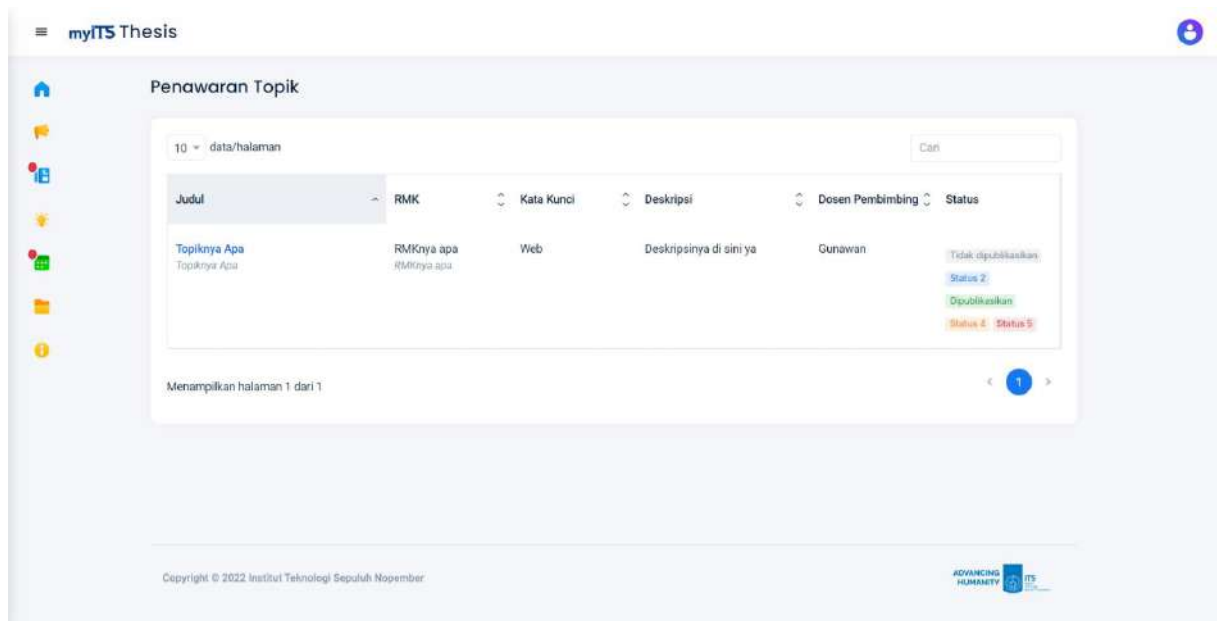 myITS Thesis
Penawaran Topik
10 data/halaman
Cari
Judul RMK Kata Kunci Deskripsi Dosen Pembimbing Status
Topiknya Apa RMKnya apa Web Deskripsinya di sini ya Gunawan
Topiknya Apa RMKnya apa
Tidak dipublikasikan
Status 2
Dipublikasikan
Status 4 Status 5
Menampilkan halaman 1 dari 1
1
Copyright © 2022 Institut Teknologi Sepuluh Nopember
ADVANCING
HUMANITY
ITS